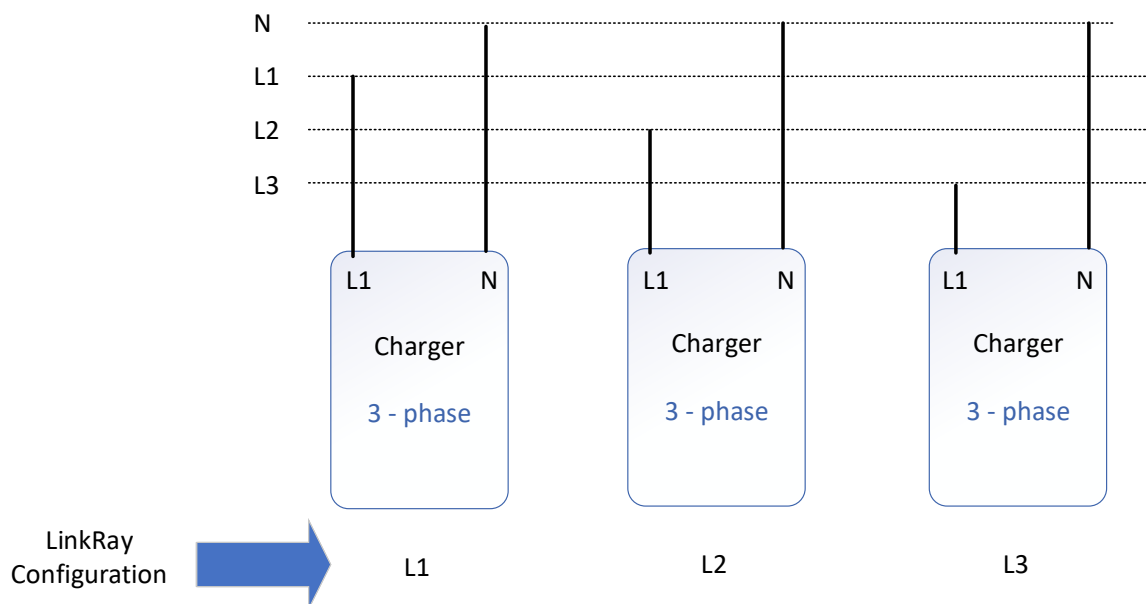 N
L1
L2
L3
L1 N
Charger
3 - phase
L1 N
Charger
3 - phase
L1 N
Charger
3 - phase
LinkRay
Configuration
L1
L2
L3